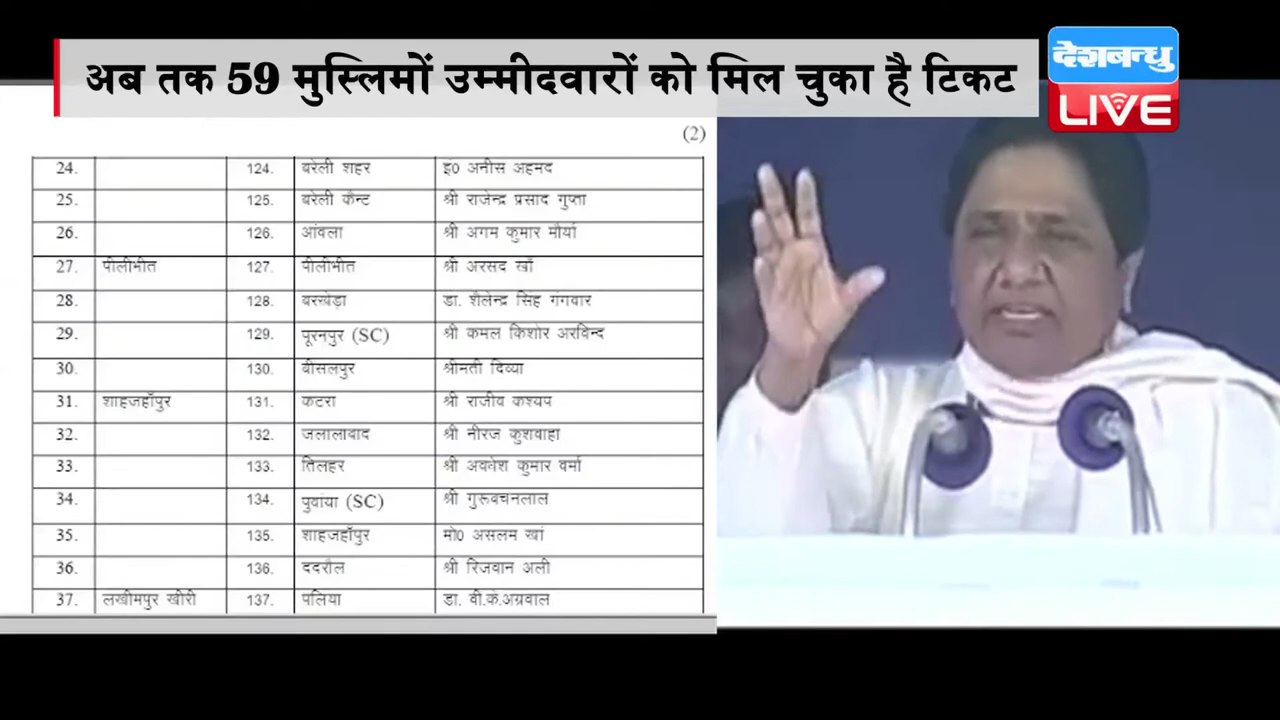 अब तक 59 मुस्लिमों उम्मीदवारों को मिल चुका है टिकट
देशबन्धु
LIVE
(2)
24. 124. बरेली शहर इ0 अनीस अहमद
25. 125. बरेली कैन्ट श्री राजेन्द्र प्रसाद गुप्ता
26. 126. आंवला श्री अगम कुमार मौर्या
27. पीलीभीत 127. पीलीभीत श्री अरसद खाँ
28. 128. बरखेड़ा डा. शैलेन्द्र सिंह गंगवार
29. 129. पूरनपुर (SC) श्री कमल किशोर अरविन्द
30. 130. बीसलपुर श्रीमती दिव्या
31. शाहजहाँपुर 131. कटरा श्री राजीव कश्यप
32. 132. जलालाबाद श्री नीरज कुशवाहा
33. 133. तिलहर श्री अवधेश कुमार वर्मा
34. 134. पुवांया (SC) श्री गुरूवचनलाल
35. 135. शाहजहाँपुर मो0 असलम खां
36. 136. ददरौल श्री रिजवान अली
37. लखीमपुर खीरी 137. पलिया डा. वी.के.अग्रवाल